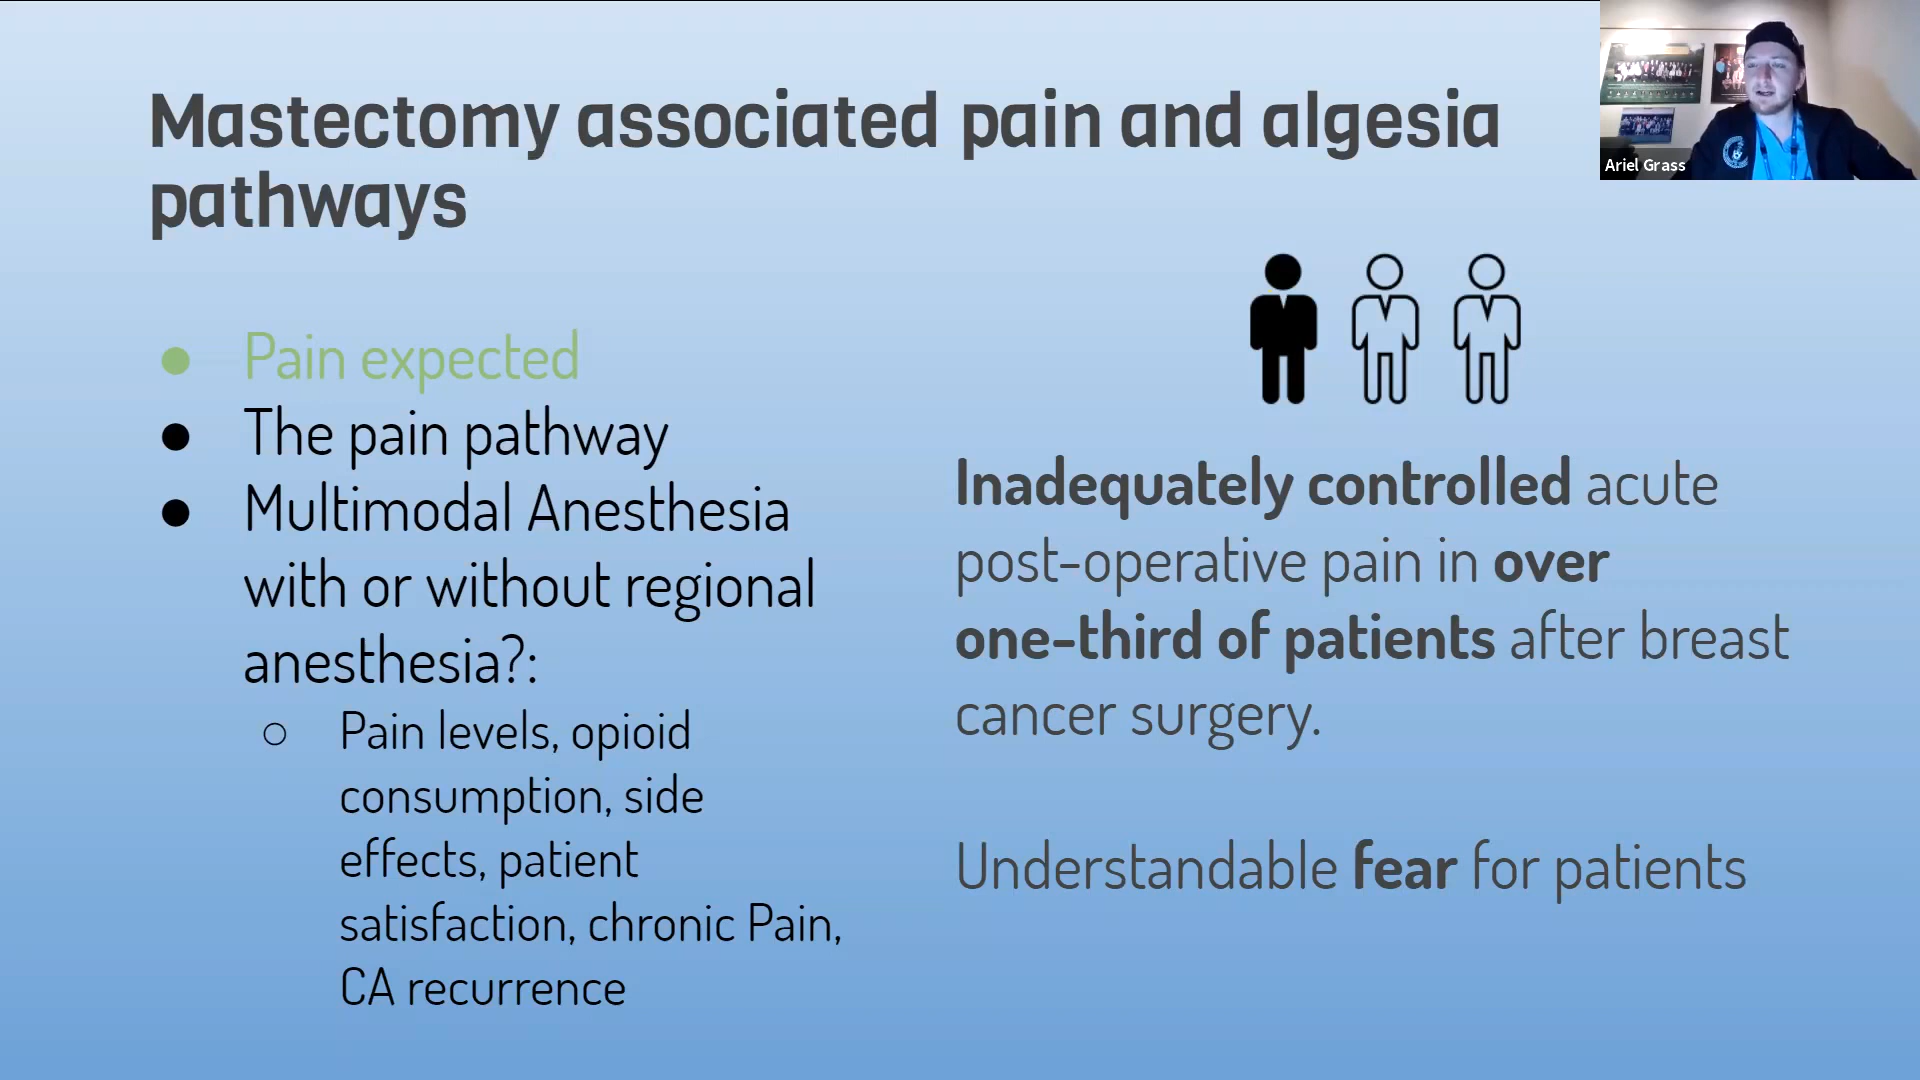 Mastectomy associated pain and algesia
pathways
● Pain expected
● The pain pathway
● Multimodal Anesthesia
with or without regional
anesthesia?:
○ Pain levels, opioid
consumption, side
effects, patient
satisfaction, chronic Pain,
CA recurrence
Inadequately controlled acute
post-operative pain in over
one-third of patients after breast
cancer surgery.
Understandable fear for patients
Ariel Grass